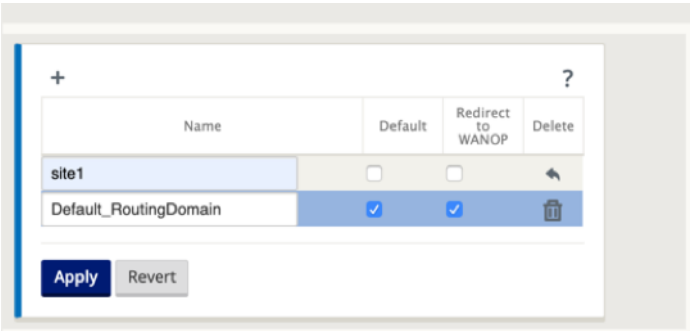 + ?
Name Default Redirect to WANOP Delete
site1
Default_RoutingDomain
Apply Revert